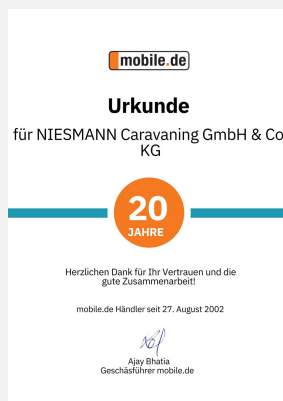 mobile.de
Urkunde
für NIESMANN Caravaning GmbH & Co
KG
20
JAHRE
Herzlichen Dank für Ihr Vertrauen und die
gute Zusammenarbeit!
mobile.de Händler seit 27. August 2002
Ajay Bhatia
Geschäsführer mobile.de